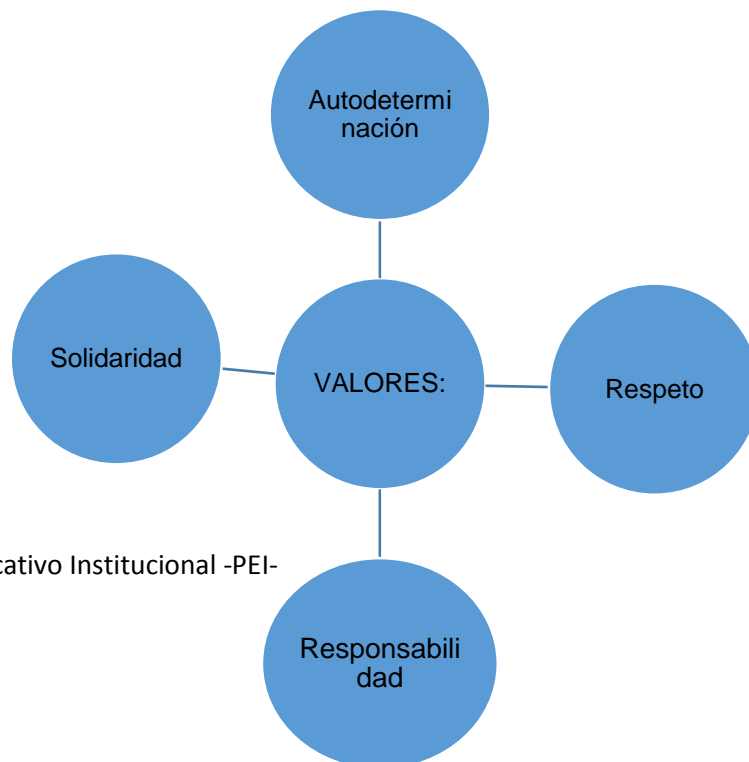 Autodetermi
nación
Solidaridad
VALORES:
Respeto
cativo Institucional -PEI-
Responsabili
dad